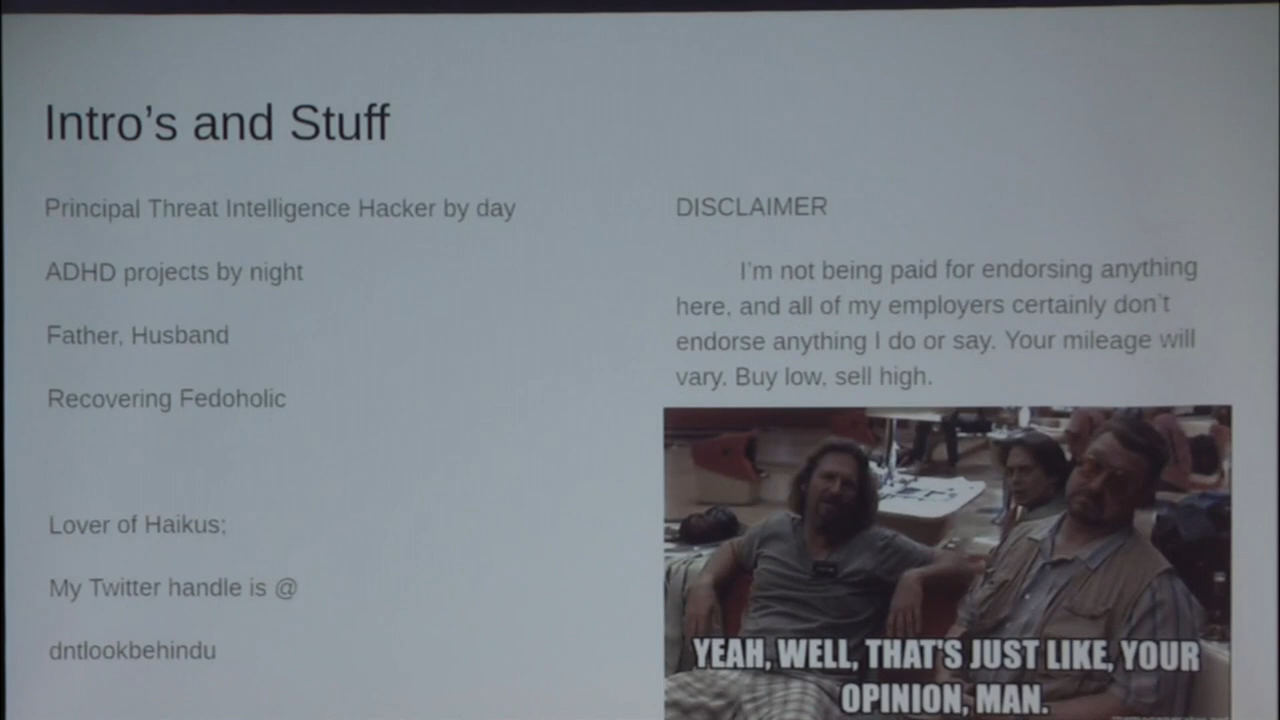 Intro’s and Stuff
Principal Threat Intelligence Hacker by day
ADHD projects by night
Father, Husband
Recovering Fedoholic
Lover of Haikus;
My Twitter handle is @
dntlookbehindu
DISCLAIMER
I’m not being paid for endorsing anything
here, and all of my employers certainly don’t
endorse anything I do or say. Your mileage will
vary. Buy low, sell high.
YEAH, WELL, THAT'S JUST LIKE, YOUR
OPINION, MAN.